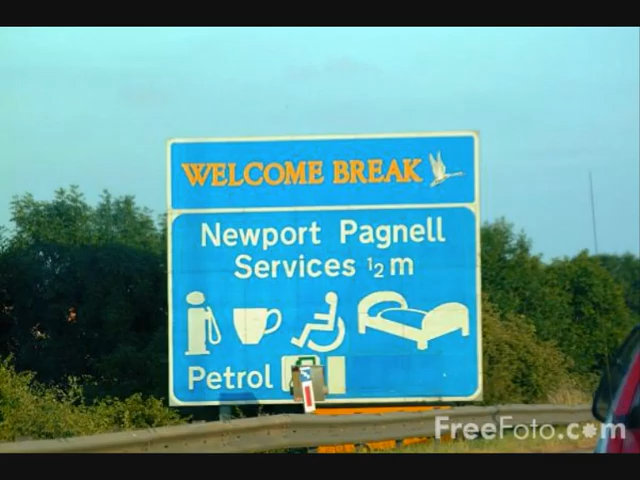 WELCOME BREAK
Newport Pagnell
Services ½ m
Petrol
FreeFoto.com